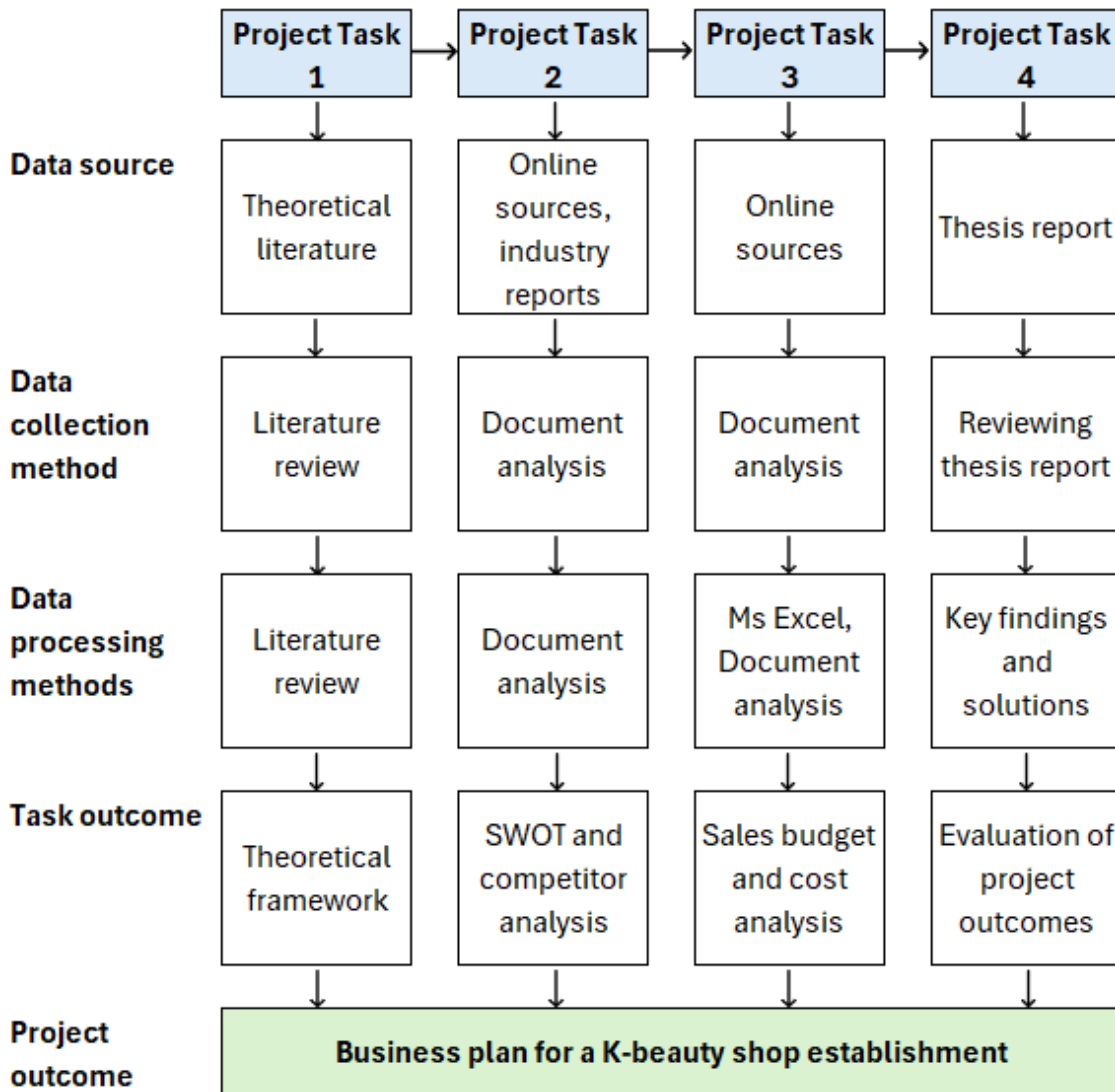 Project Task
1
Project Task
2
Project Task
3
Project Task
4
Data source
Theoretical
literature
Online
sources,
industry
reports
Online
sources
Thesis report
Data
collection
method
Literature
review
Document
analysis
Document
analysis
Reviewing
thesis report
Data
processing
methods
Literature
review
Document
analysis
Ms Excel,
Document
analysis
Key findings
and
solutions
Task outcome
Theoretical
framework
SWOT and
competitor
analysis
Sales budget
and cost
analysis
Evaluation of
project
outcomes
Project
outcome
Business plan for a K-beauty shop establishment